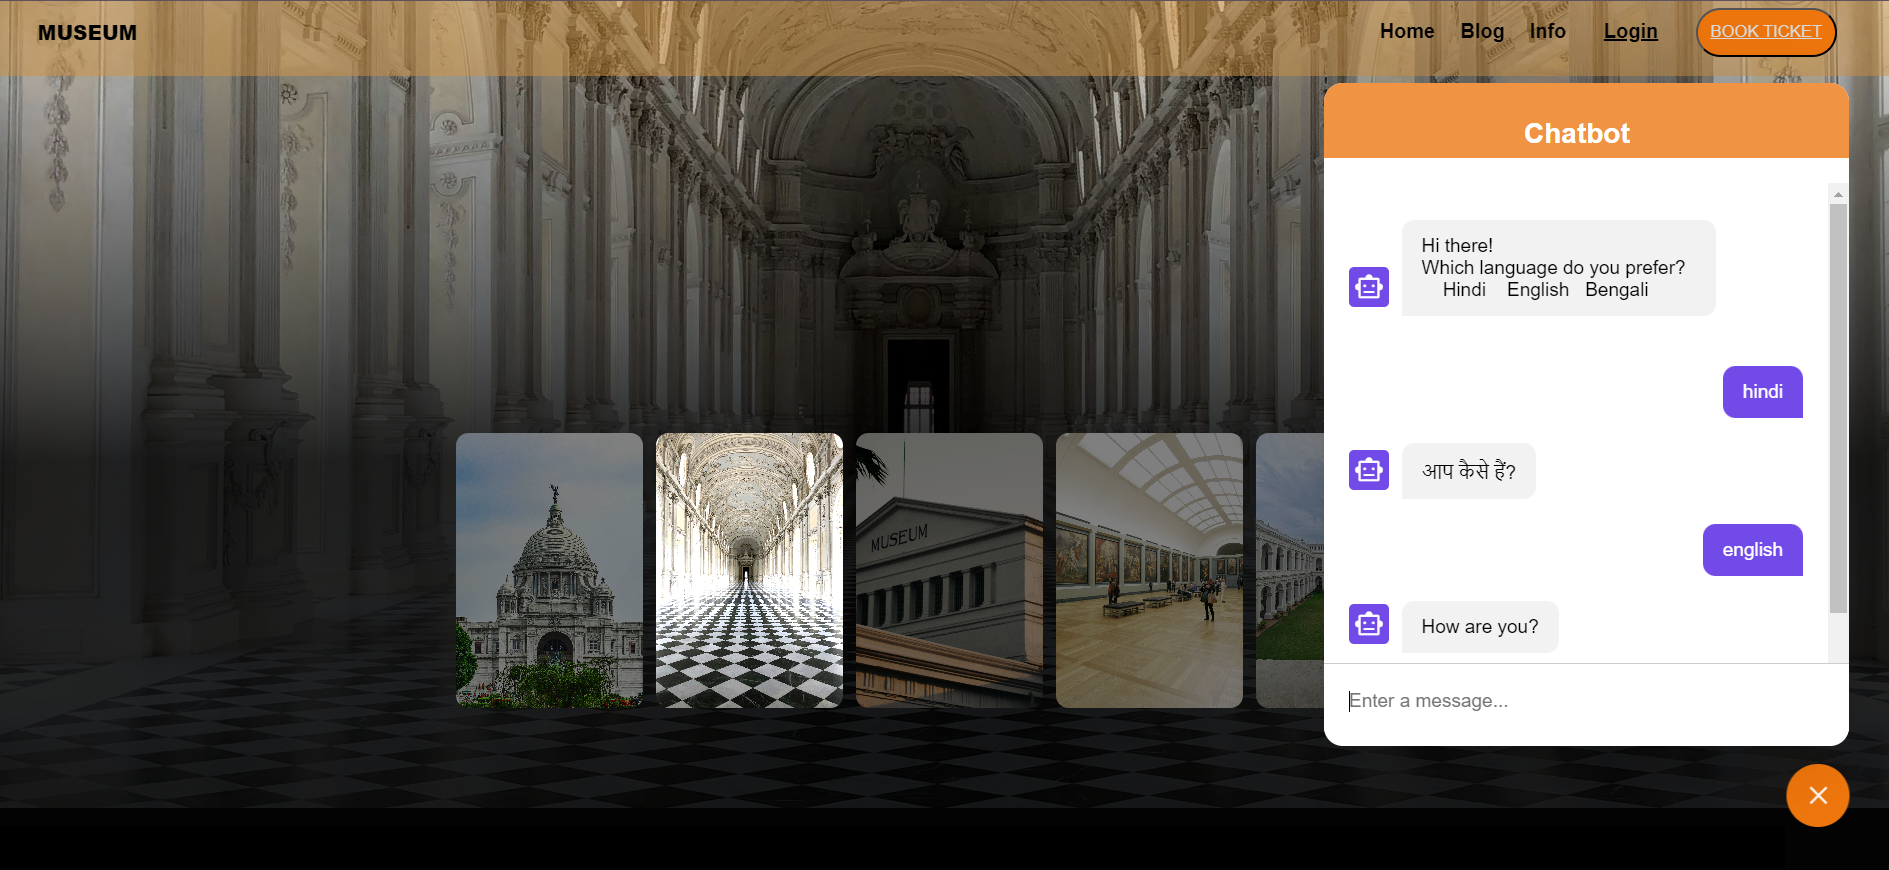 MUSEUM
Home Blog Info Login BOOK TICKET
Chatbot
Hi there!
Which language do you prefer?
Hindi English Bengali
hindi
आप कैसे हैं?
english
How are you?
Enter a message...
MUSEUM